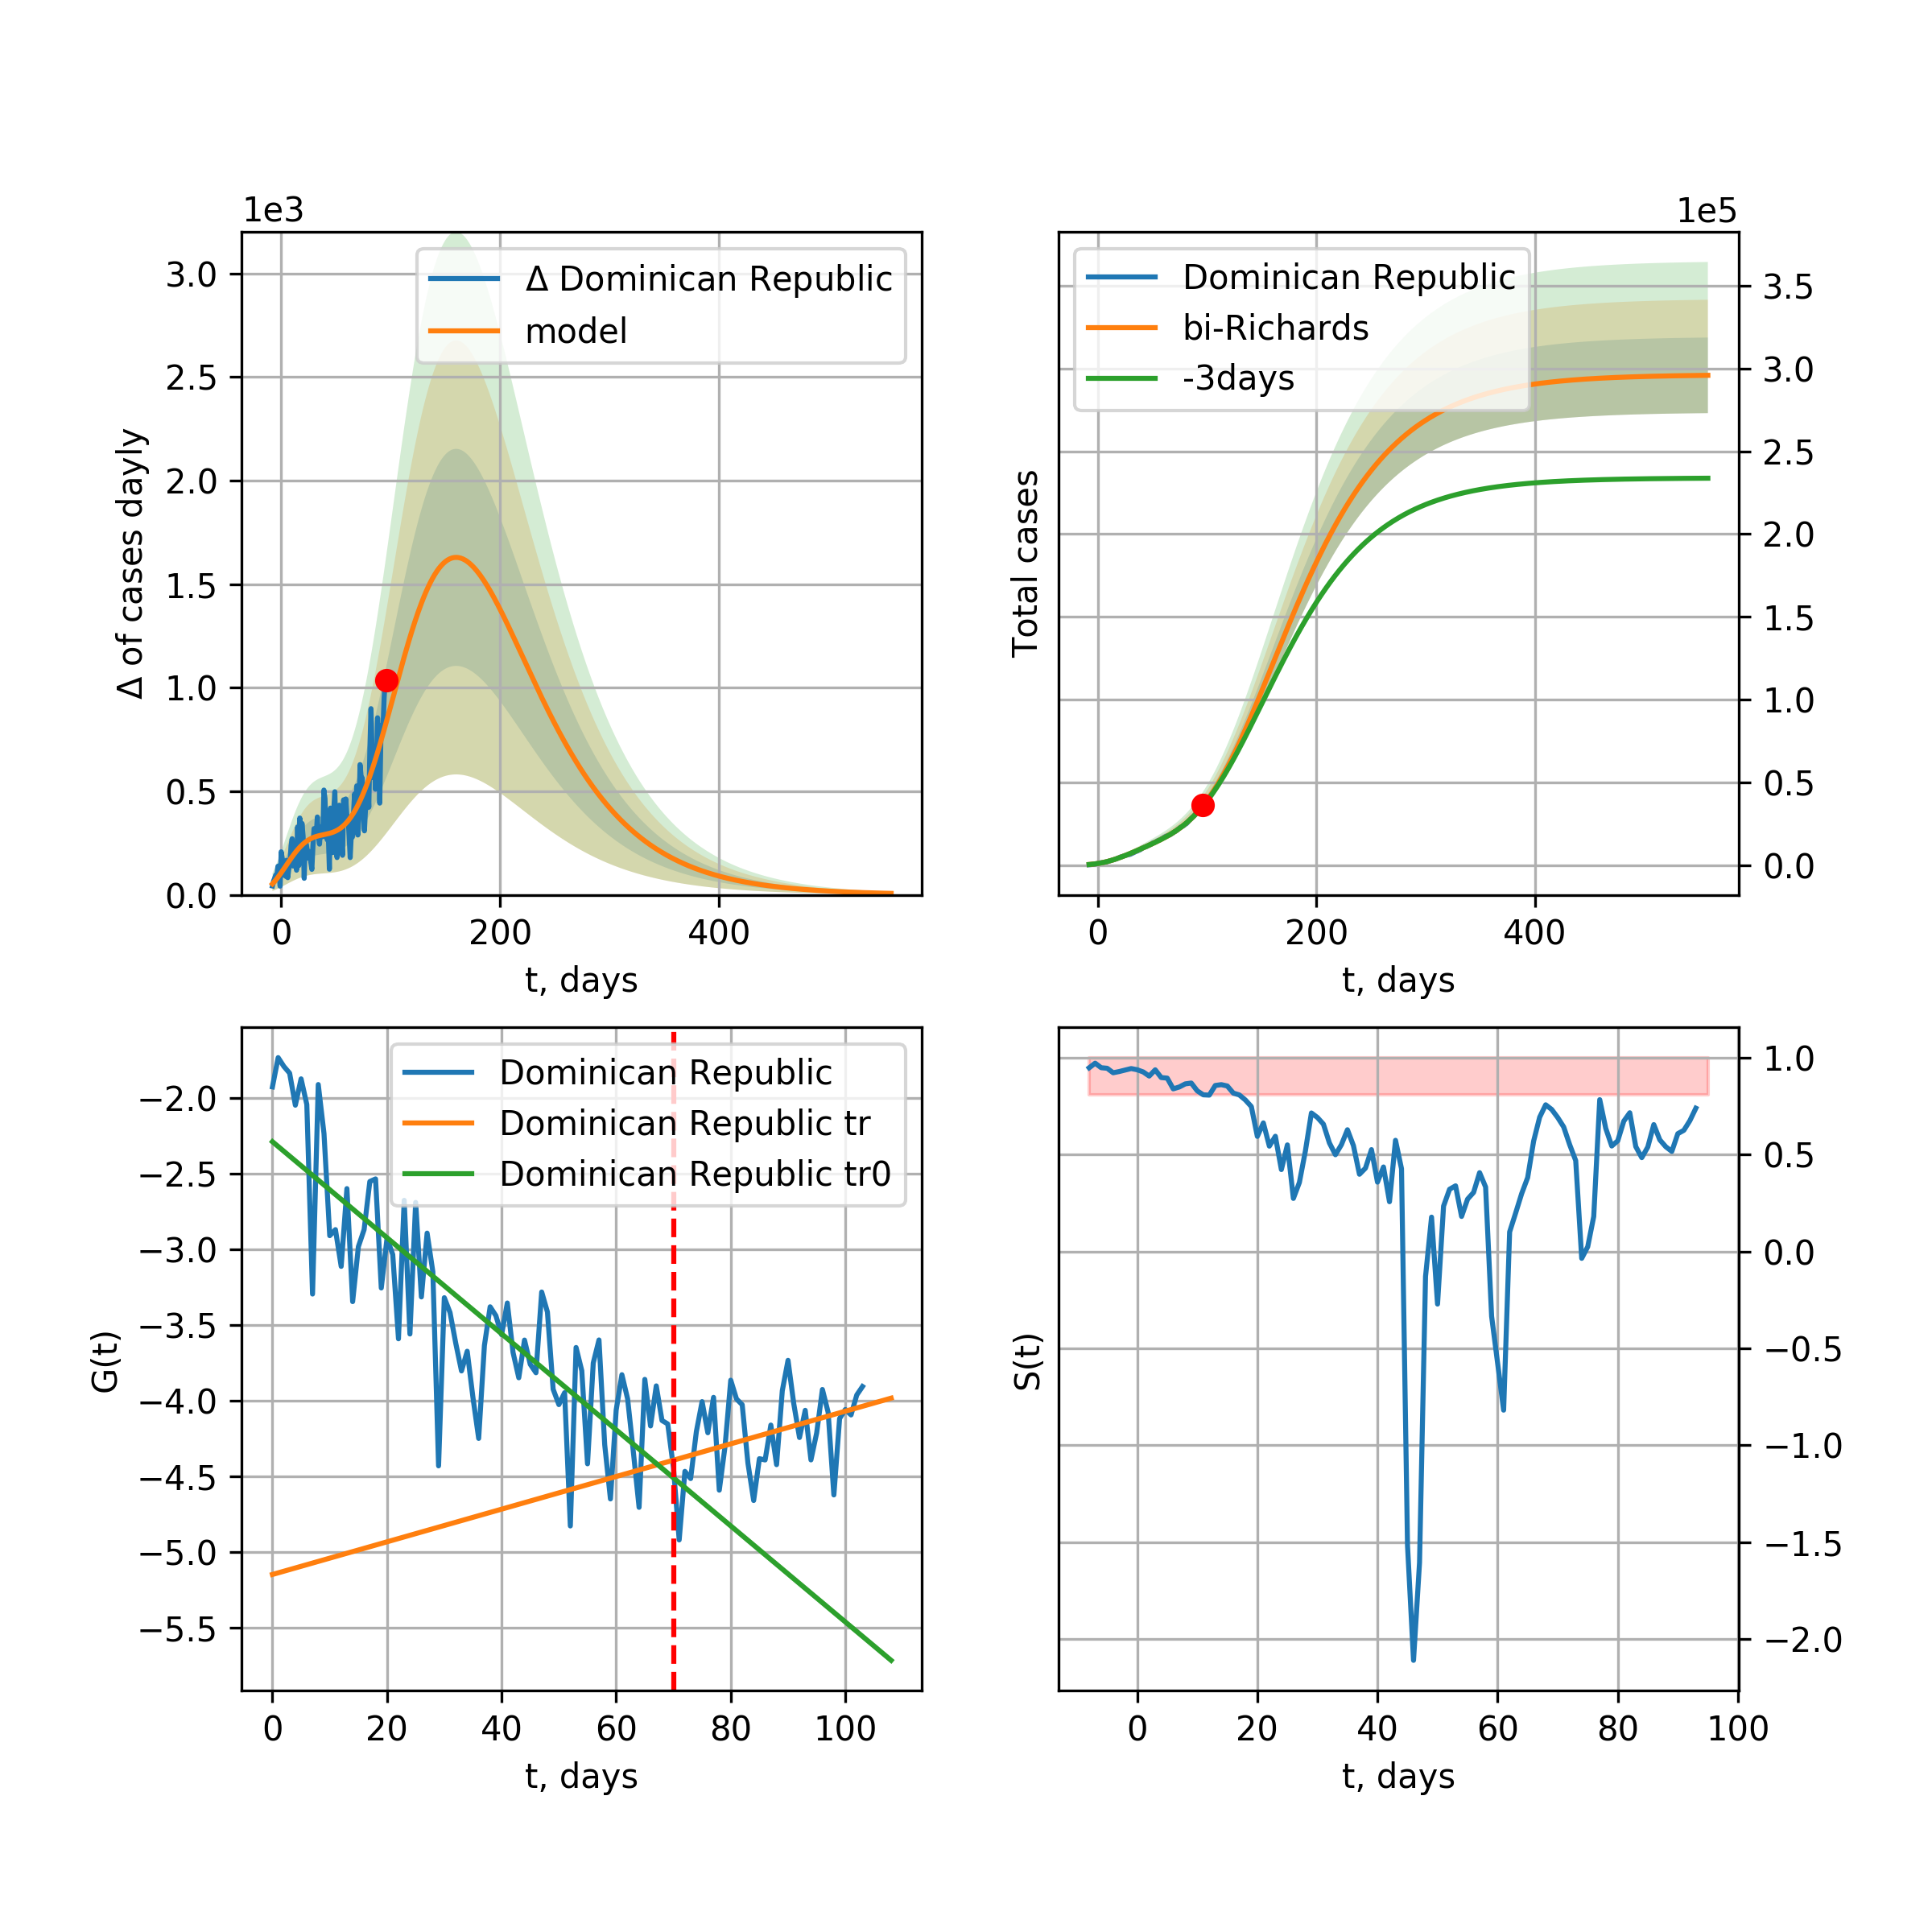 1e3
3.0
2.5
2.0
1.5
1.0
0.5
0.0
Δ of cases dayly
Δ Dominican Republic
model
0 200 400
t, days
1e5
Dominican Republic
bi-Richards
-3days
Total cases
3.5
3.0
2.5
2.0
1.5
1.0
0.5
0.0
0 200 400
t, days
−2.0
−2.5
−3.0
−3.5
−4.0
−4.5
−5.0
−5.5
G(t)
Dominican Republic
Dominican Republic tr
Dominican Republic tr0
0 20 40 60 80 100
t, days
S(t)
1.0
0.5
0.0
−0.5
−1.0
−1.5
−2.0
0 20 40 60 80 100
t, days